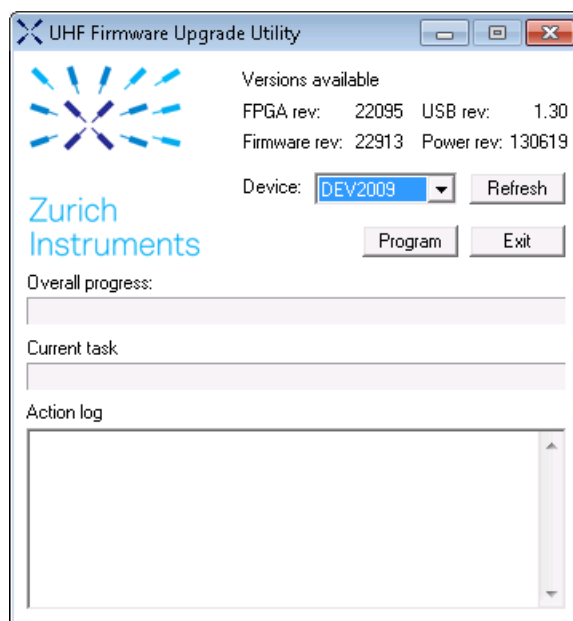 UHF Firmware Upgrade Utility
Versions available
FPGA rev: 22095 USB rev: 1.30
Firmware rev: 22913 Power rev: 130619
Device: DEV2009 Refresh
Zurich
Instruments
Program Exit
Overall progress:
Current task
Action log